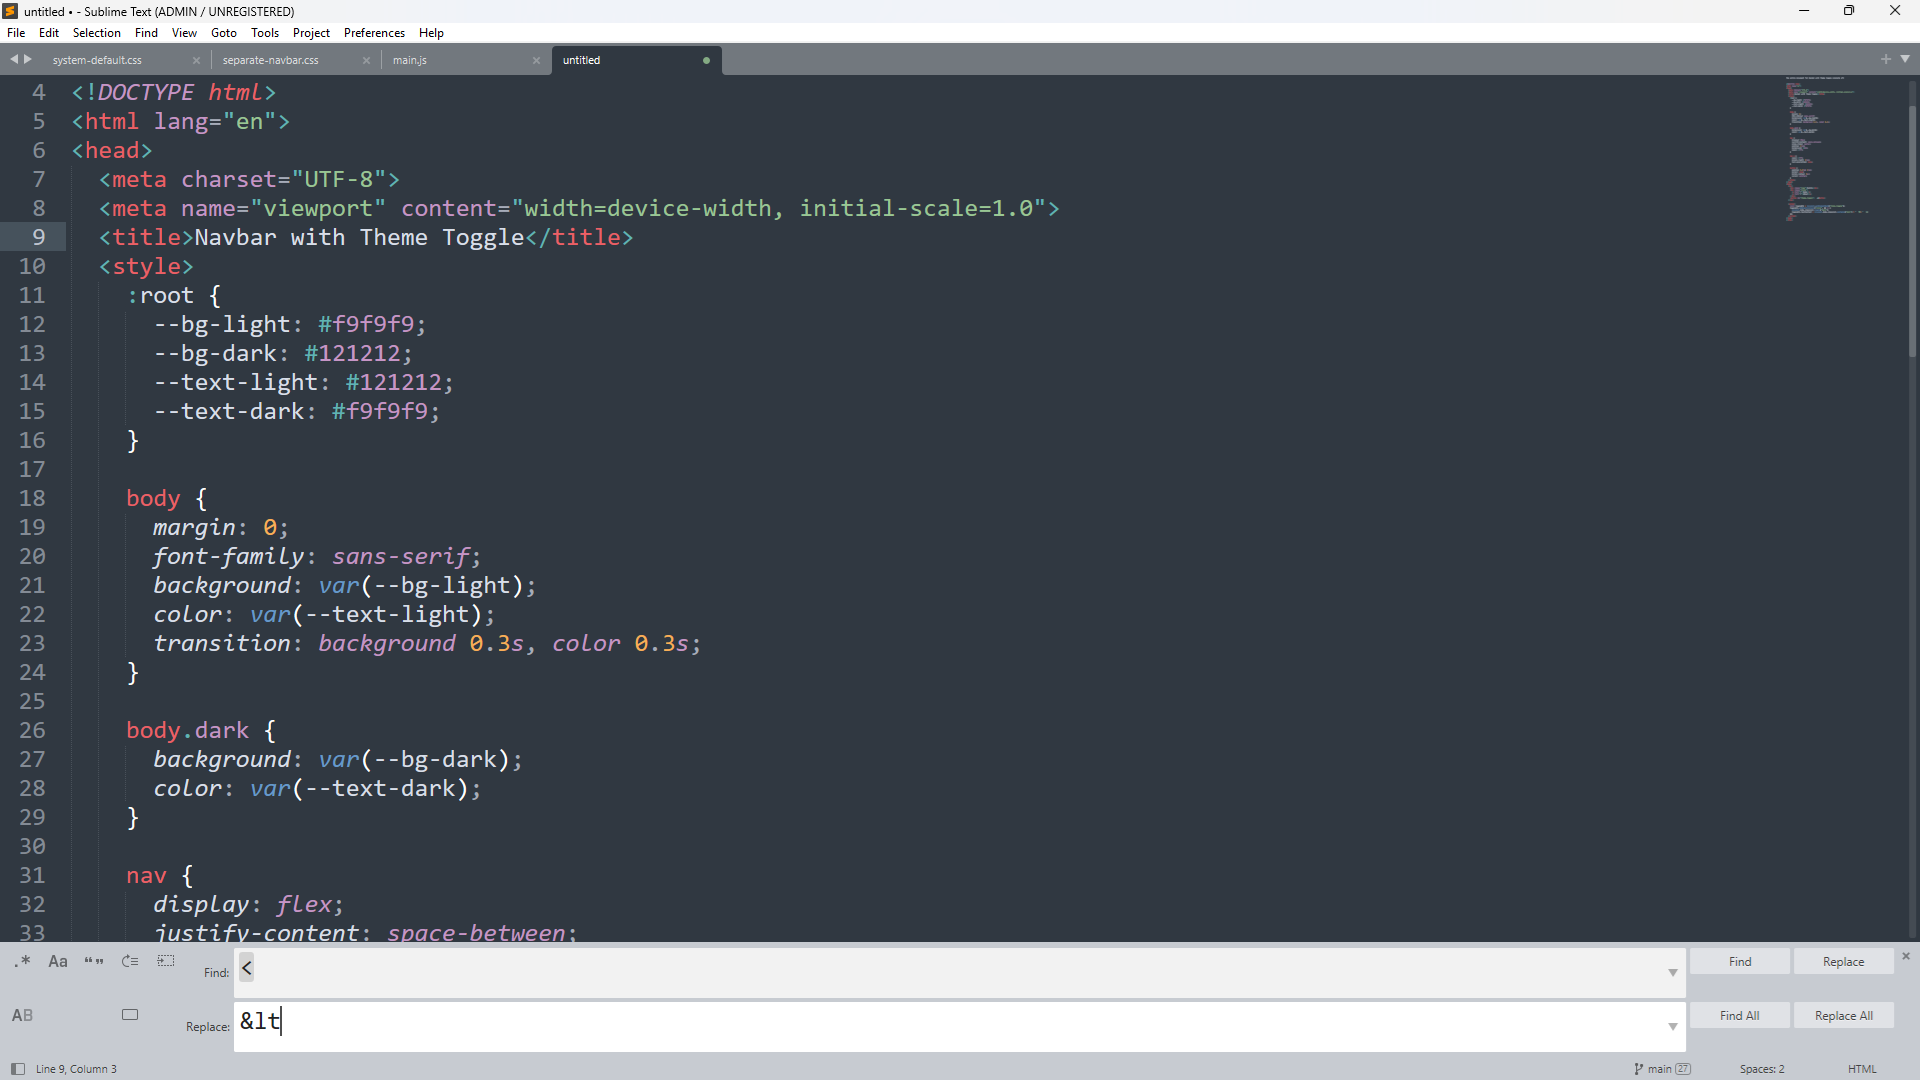 untitled • - Sublime Text (ADMIN / UNREGISTERED)
File Edit Selection Find View Goto Tools Project Preferences Help
system-default.css separate-navbar.css main.js untitled
4 <!DOCTYPE html>
5 <html lang="en">
6 <head>
7 <meta charset="UTF-8">
8 <meta name="viewport" content="width=device-width, initial-scale=1.0">
9 <title>Navbar with Theme Toggle</title>
10 <style>
11 :root {
12 --bg-light: #f9f9f9;
13 --bg-dark: #121212;
14 --text-light: #121212;
15 --text-dark: #f9f9f9;
16 }
17
18 body {
19 margin: 0;
20 font-family: sans-serif;
21 background: var(--bg-light);
22 color: var(--text-light);
23 transition: background 0.3s, color 0.3s;
24 }
25
26 body.dark {
27 background: var(--bg-dark);
28 color: var(--text-dark);
29 }
30
31 nav {
32 display: flex;
33 justify-content: space-between;
.* Aa “” Find: < Find Replace
AB Replace: &lt Find All Replace All
Line 9, Column 3 main 27 Spaces: 2 HTML